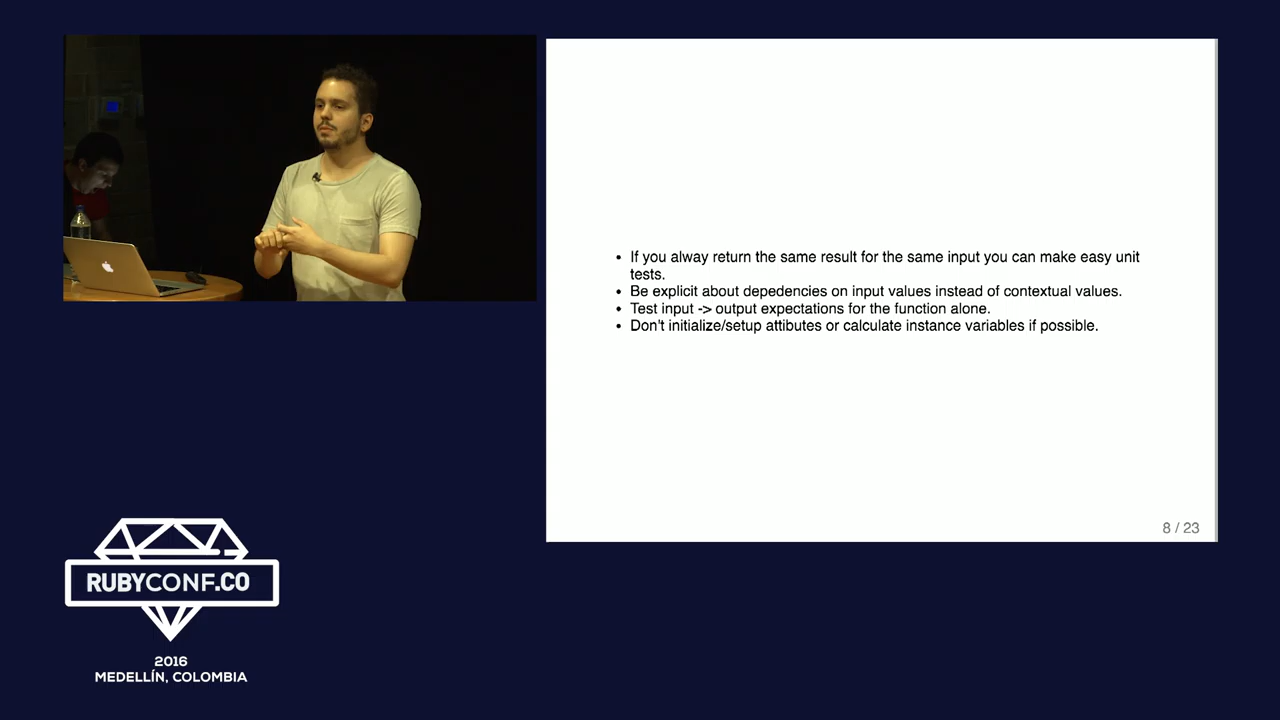 • If you alway return the same result for the same input you can make easy unit
tests.
• Be explicit about depedencies on input values instead of contextual values.
• Test input -> output expectations for the function alone.
• Don't initialize/setup attibutes or calculate instance variables if possible.
8 / 23
RUBYCONF.CO
2016
MEDELLÍN, COLOMBIA